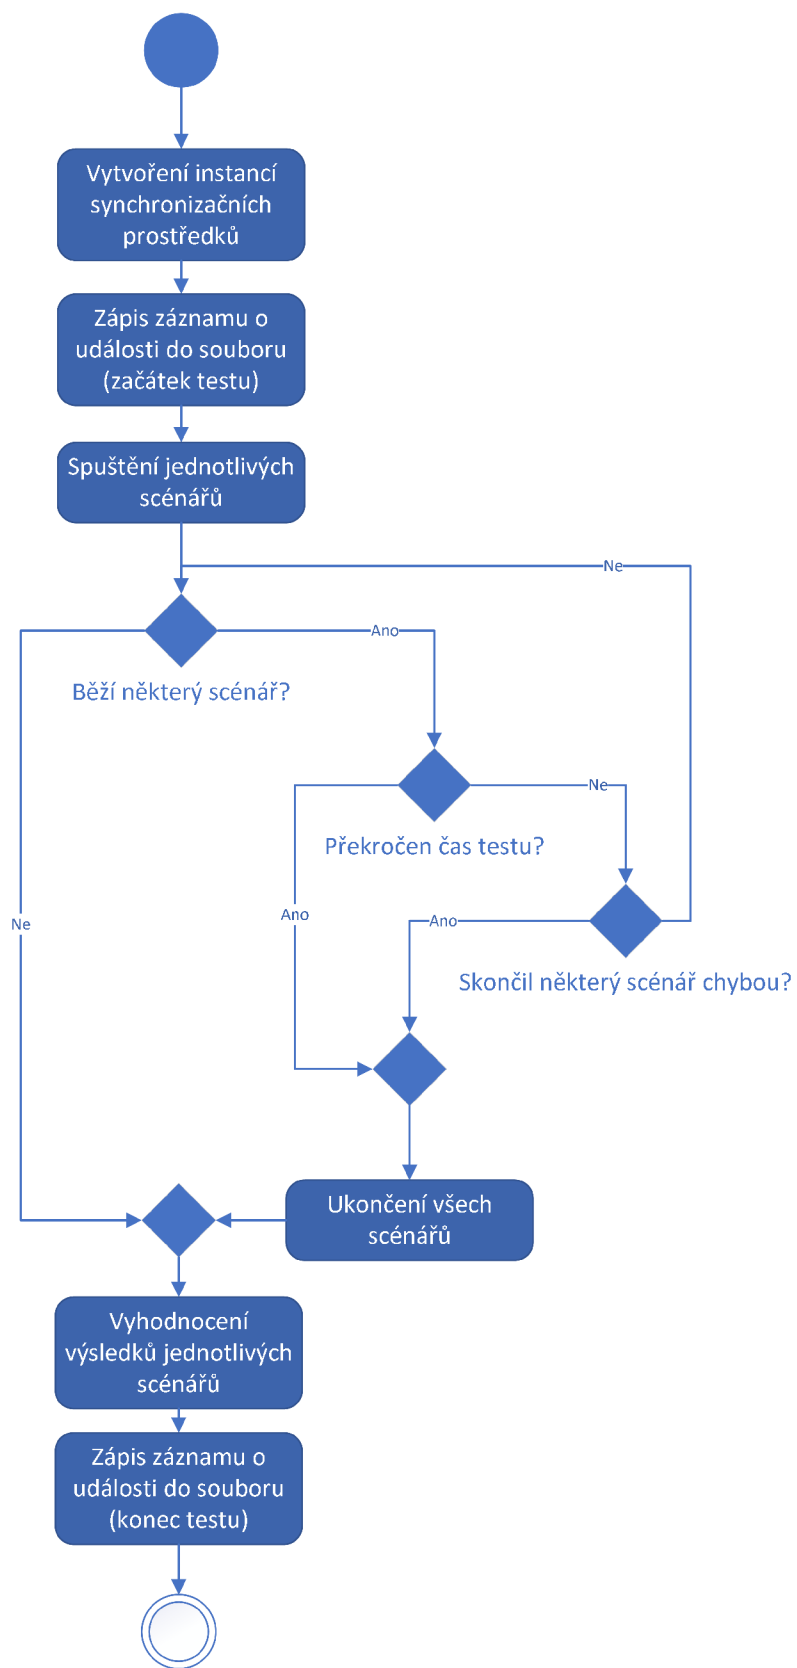 Vytvoření instancí
synchronizačních
prostředků
Zápis záznamu o
události do souboru
(začátek testu)
Spuštění jednotlivých
scénářů
Ne
Ano
Běží některý scénář?
Ne
Překročen čas testu?
Ano
Ano
Ne
Skončil některý scénář chybou?
Ukončení všech
scénářů
Vyhodnocení
výsledků jednotlivých
scénářů
Zápis záznamu o
události do souboru
(konec testu)